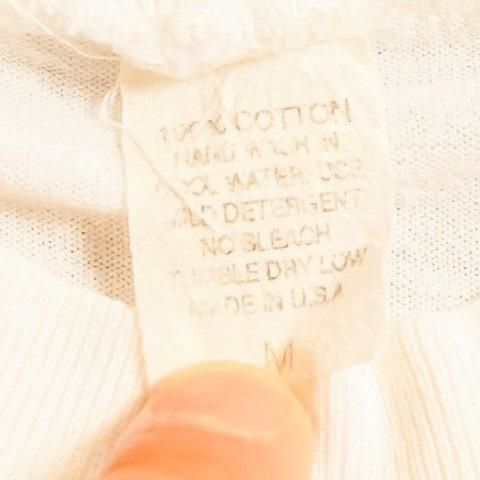 100% COTTON
HAND WASH IN
COOL WATER. USE
MILD DETERGENT
NO BLEACH
TUMBLE DRY LOW
MADE IN U.S.A
M